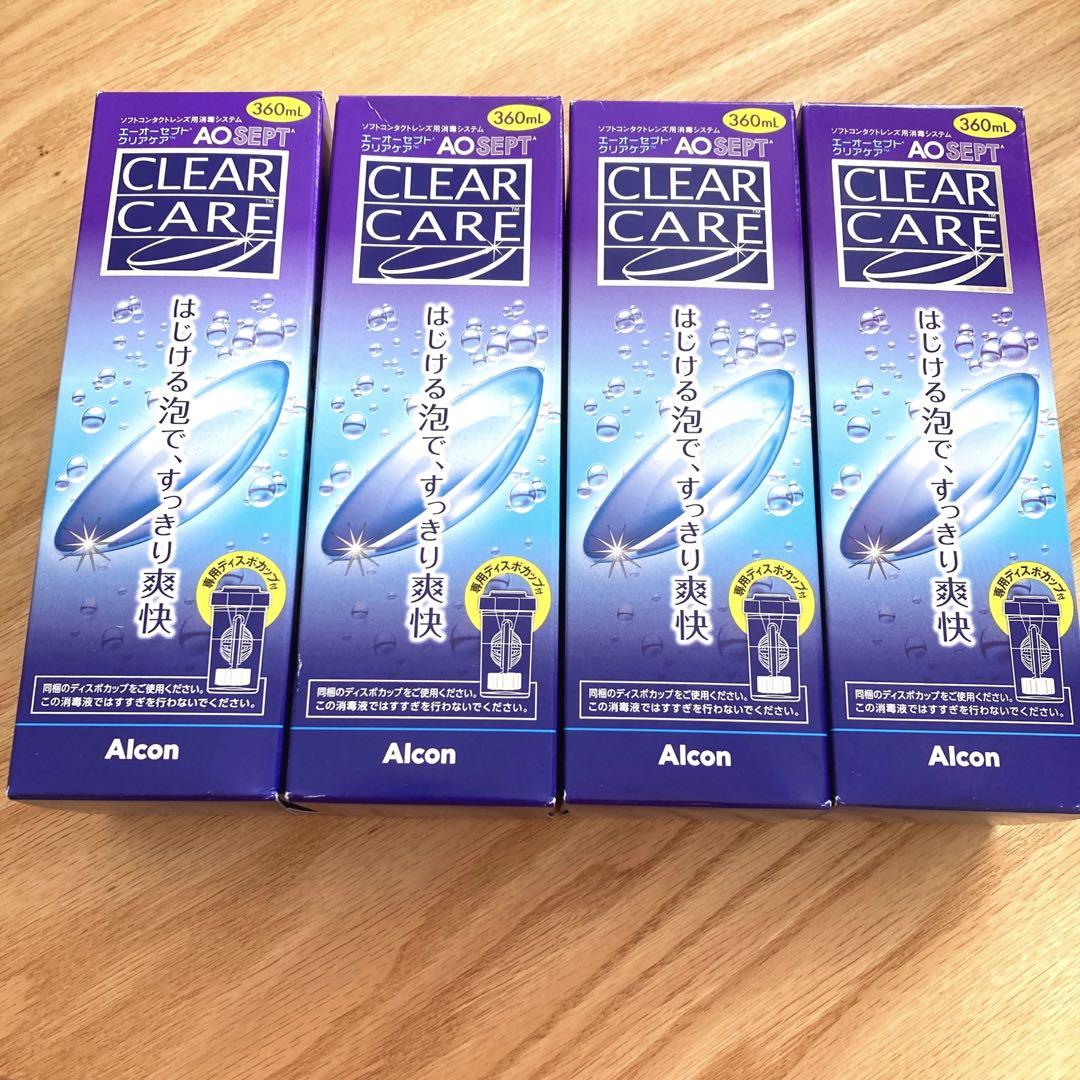 360mL
ソフトコンタクトレンズ用消毒システム
エーオーセプト
クリアケア™
AOSEPT
CLEAR
CARE™
はじける泡で、すっきり爽快
専用ディスポカップ付
同梱のディスポカップをご使用ください。
この消毒液ではすすぎを行わないでください。
Alcon
360mL
ソフトコンタクトレンズ用消毒システム
エーオーセプト
クリアケア™
AOSEPT
CLEAR
CARE™
はじける泡で、すっきり爽快
専用ディスポカップ付
同梱のディスポカップをご使用ください。
この消毒液ではすすぎを行わないでください。
Alcon
360mL
ソフトコンタクトレンズ用消毒システム
エーオーセプト
クリアケア™
AOSEPT
CLEAR
CARE™
はじける泡で、すっきり爽快
専用ディスポカップ付
同梱のディスポカップをご使用ください。
この消毒液ではすすぎを行わないでください。
Alcon
360mL
ソフトコンタクトレンズ用消毒システム
エーオーセプト
クリアケア™
AOSEPT
CLEAR
CARE™
はじける泡で、すっきり爽快
専用ディスポカップ付
同梱のディスポカップをご使用ください。
この消毒液ではすすぎを行わないでください。
Alcon